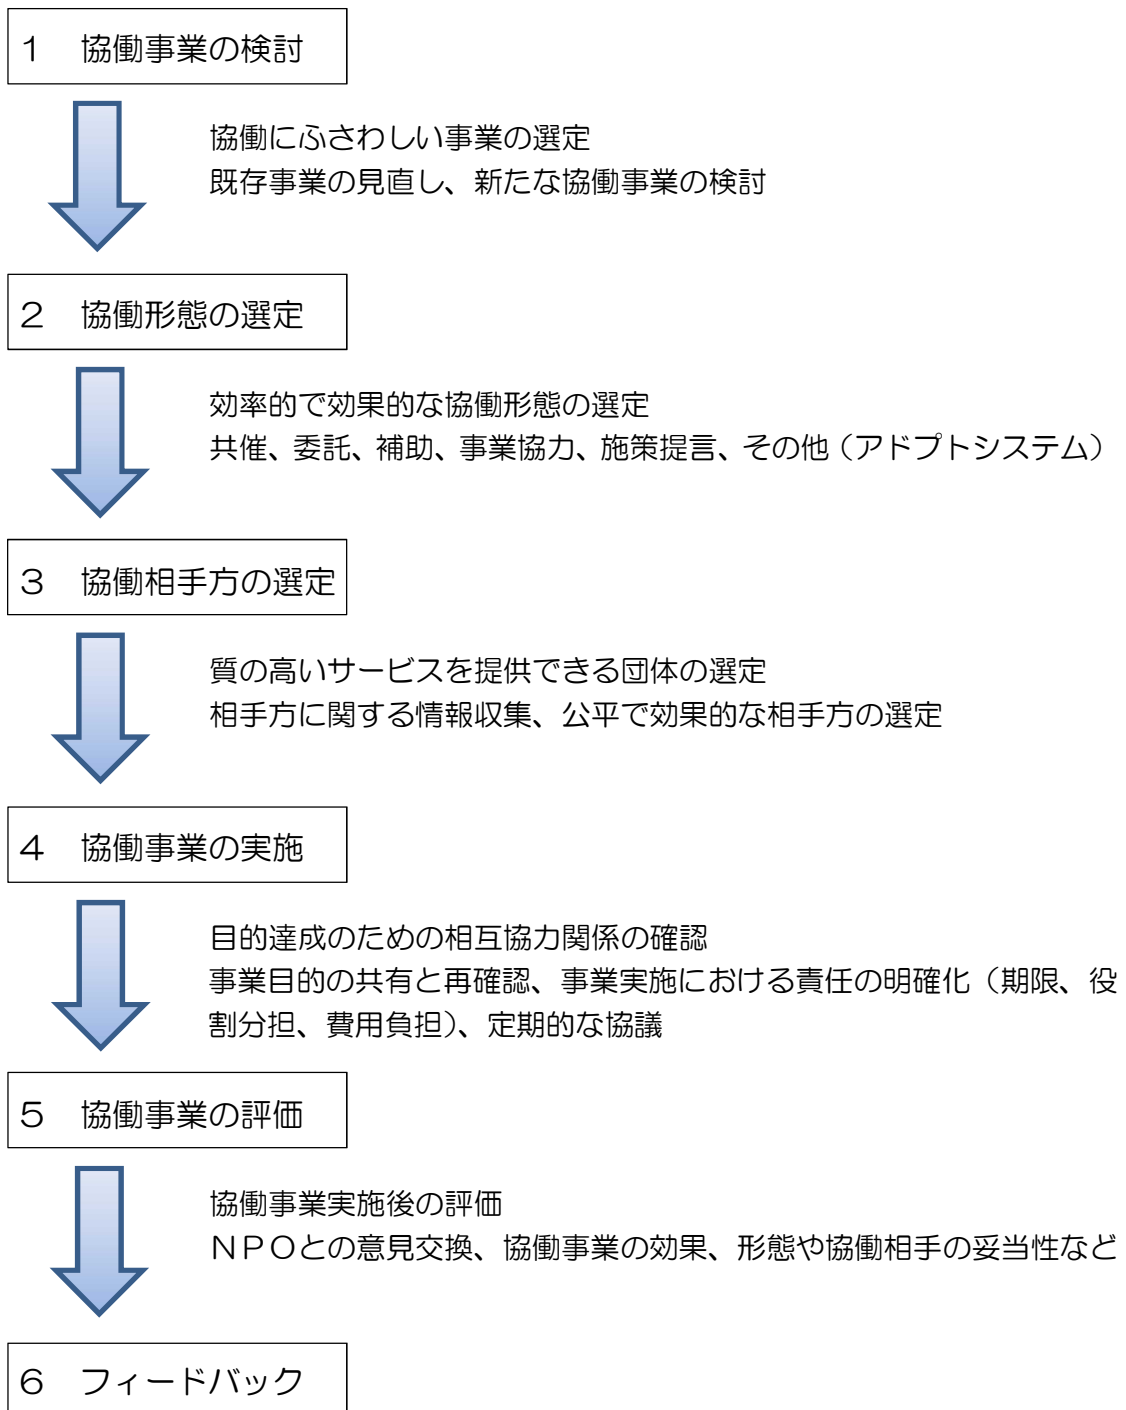 １　協働事業の検討
協働にふさわしい事業の選定
既存事業の見直し、新たな協働事業の検討
２　協働形態の選定
効率的で効果的な協働形態の選定
共催、委託、補助、事業協力、施策提言、その他（アドプトシステム）
３　協働相手方の選定
質の高いサービスを提供できる団体の選定
相手方に関する情報収集、公平で効果的な相手方の選定
４　協働事業の実施
目的達成のための相互協力関係の確認
事業目的の共有と再確認、事業実施における責任の明確化（期限、役
割分担、費用負担）、定期的な協議
５　協働事業の評価
協働事業実施後の評価
ＮＰＯとの意見交換、協働事業の効果、形態や協働相手の妥当性など
６　フィードバック